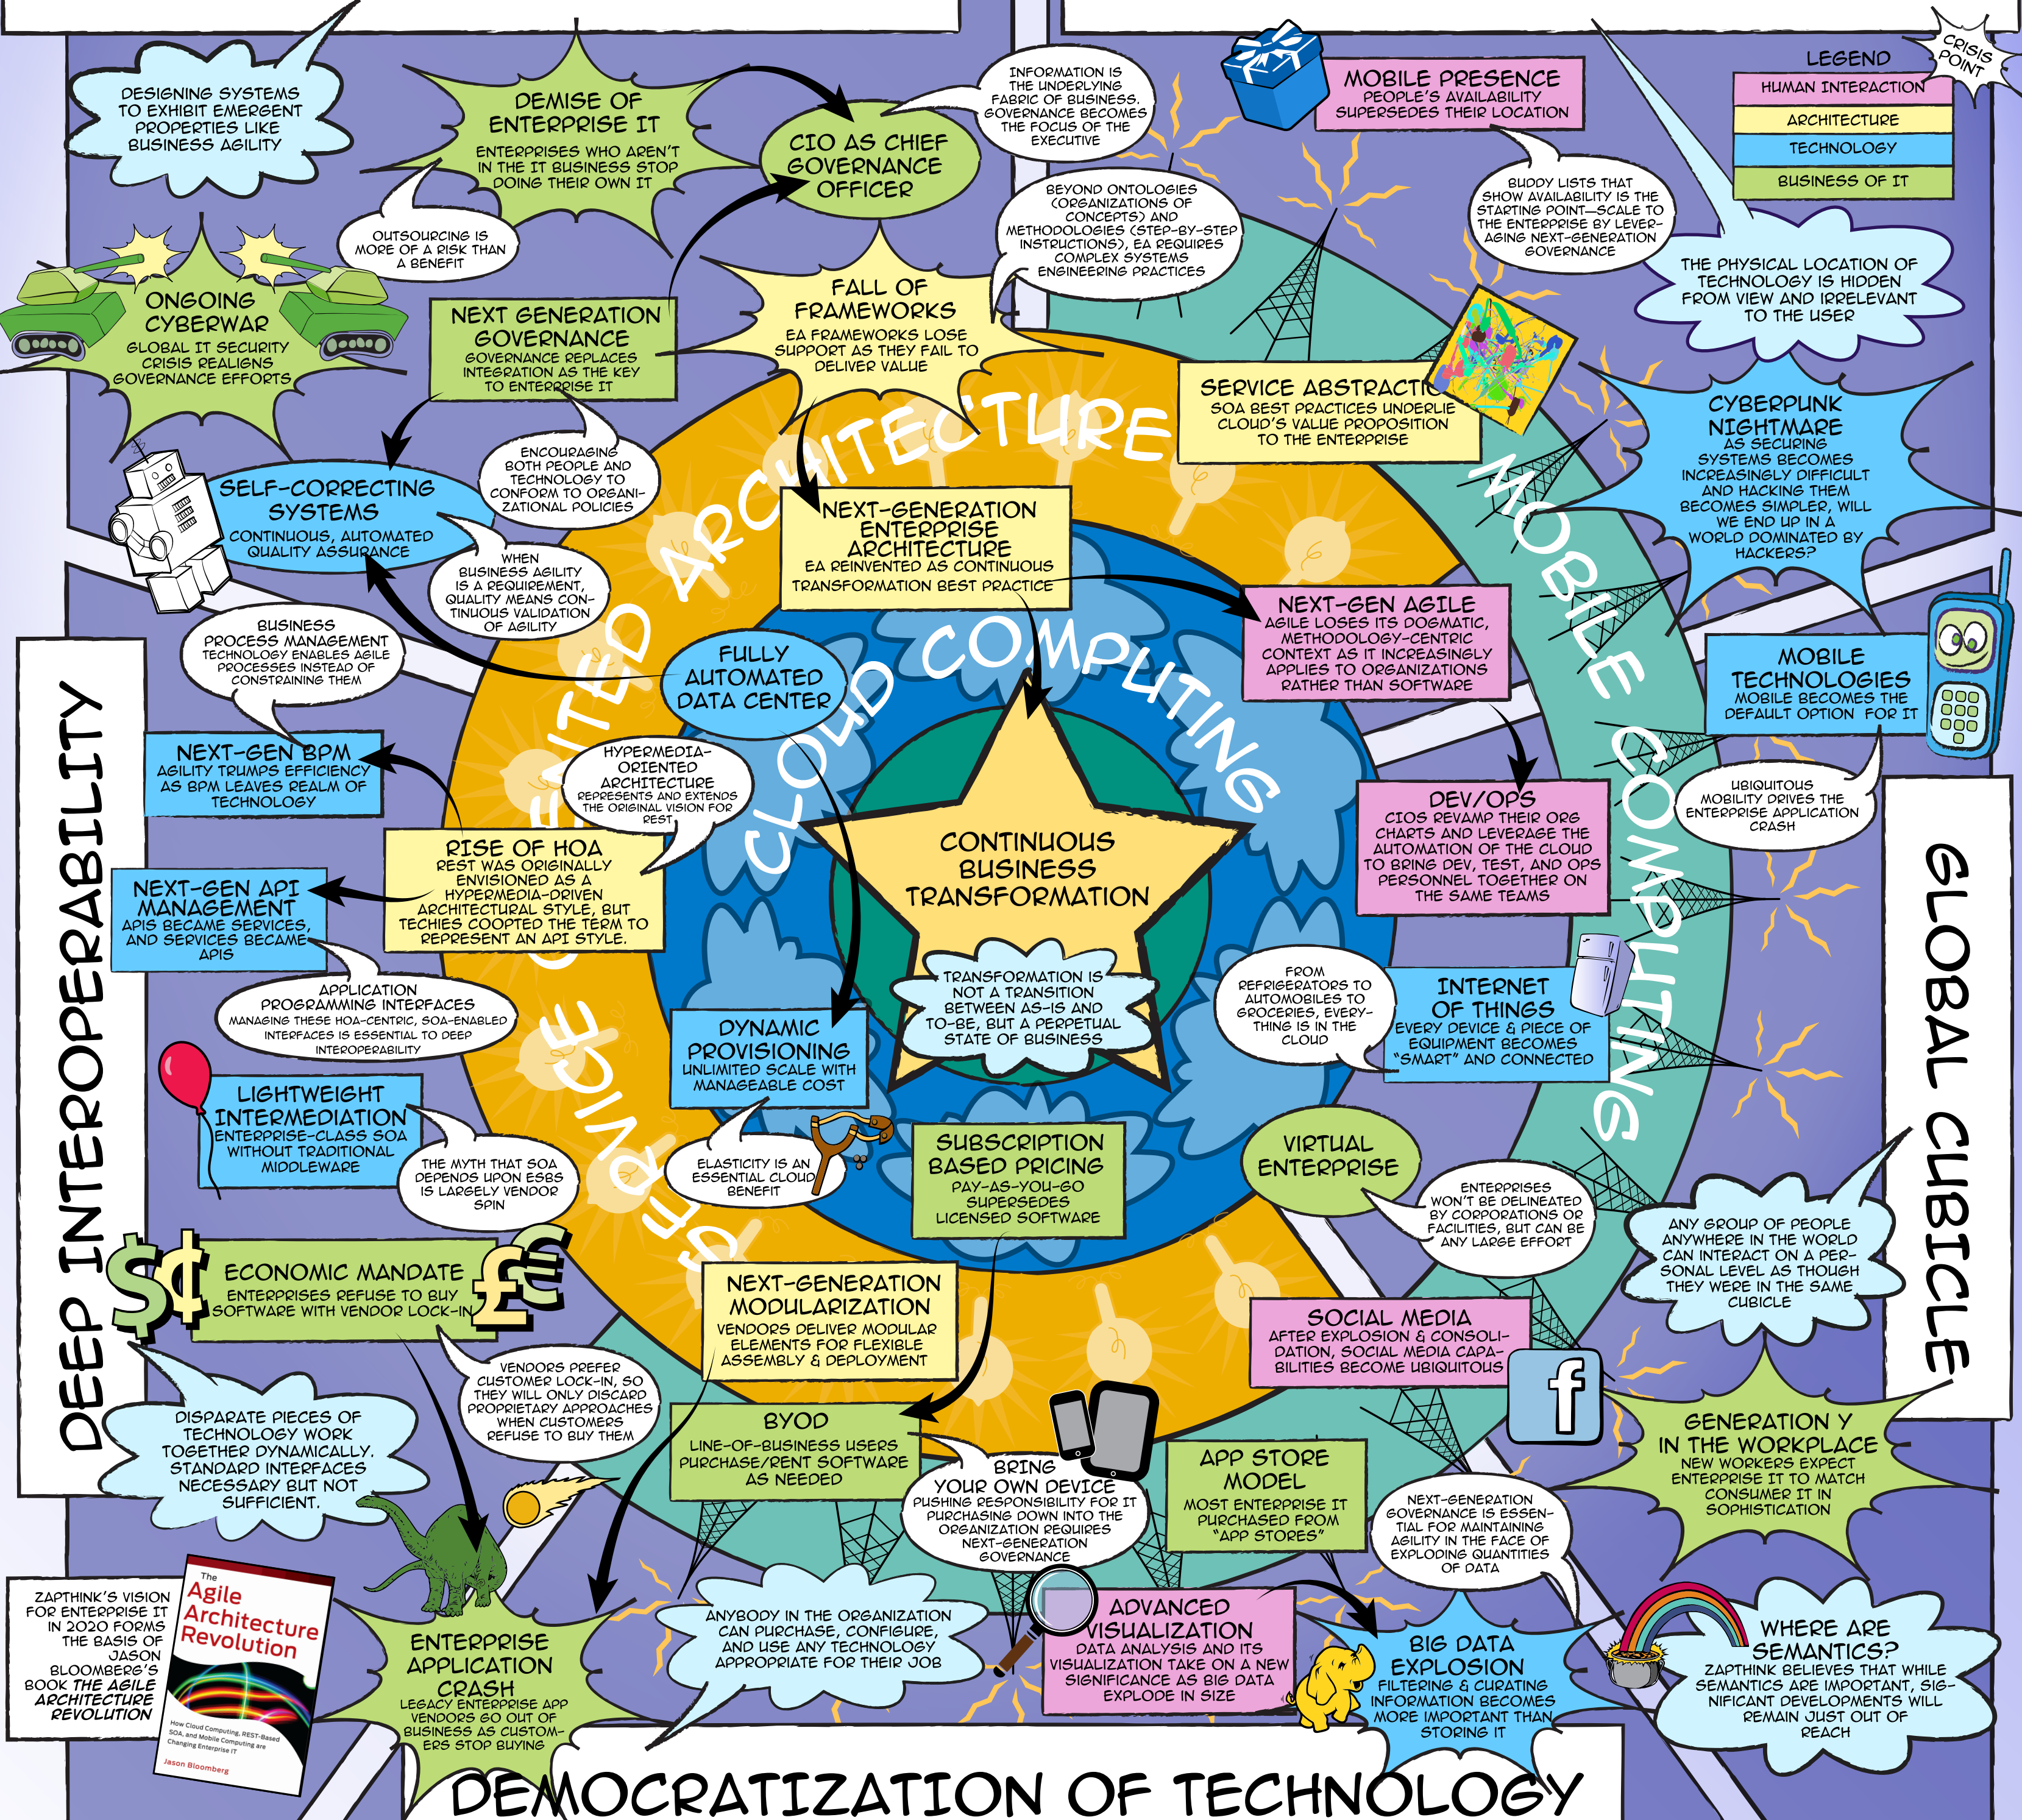 DESIGNING SYSTEMS
TO EXHIBIT EMERGENT
PROPERTIES LIKE
BUSINESS AGILITY
DEMISE OF
ENTERPRISE IT
ENTERPRISES WHO AREN'T
IN THE IT BUSINESS STOP
DOING THEIR OWN IT
OUTSOURCING IS
MORE OF A RISK THAN
A BENEFIT
CIO AS CHIEF
GOVERNANCE
OFFICER
INFORMATION IS
THE UNDERLYING
FABRIC OF BUSINESS.
GOVERNANCE BECOMES
THE FOCUS OF THE
EXECUTIVE
BEYOND ONTOLOGIES
(ORGANIZATIONS OF
CONCEPTS) AND
METHODOLOGIES (STEP-BY-STEP
INSTRUCTIONS), EA REQUIRES
COMPLEX SYSTEMS
ENGINEERING PRACTICES
MOBILE PRESENCE
PEOPLE'S AVAILABILITY
SUPERSEDES THEIR LOCATION
BUDDY LISTS THAT
SHOW AVAILABILITY IS THE
STARTING POINT—SCALE TO
THE ENTERPRISE BY LEVER-
AGING NEXT-GENERATION
GOVERNANCE
LEGEND
CRISIS
POINT
HUMAN INTERACTION
ARCHITECTURE
TECHNOLOGY
BUSINESS OF IT
THE PHYSICAL LOCATION OF
TECHNOLOGY IS HIDDEN
FROM VIEW AND IRRELEVANT
TO THE USER
ONGOING
CYBERWAR
GLOBAL IT SECURITY
CRISIS REALIGNS
GOVERNANCE EFFORTS
NEXT GENERATION
GOVERNANCE
GOVERNANCE REPLACES
INTEGRATION AS THE KEY
TO ENTERPRISE IT
FALL OF
FRAMEWORKS
EA FRAMEWORKS LOSE
SUPPORT AS THEY FAIL TO
DELIVER VALUE
SERVICE
SOA BEST PRACTICES UNDERLIE
CLOUD'S VALUE PROPOSITION
TO THE ENTERPRISE
CYBERPUNK
NIGHTMARE
AS SECURING
SYSTEMS BECOMES
INCREASINGLY DIFFICULT
AND HACKING THEM
BECOMES SIMPLER, WILL
WE END UP IN A
WORLD DOMINATED BY
HACKERS?
ENCOURAGING
BOTH PEOPLE AND
TECHNOLOGY TO
CONFORM TO ORGANI-
ZATIONAL POLICIES
SELF-CORRECTING
SYSTEMS
CONTINUOUS, AUTOMATED
QUALITY ASSURANCE
WHEN
BUSINESS AGILITY
IS A REQUIREMENT,
QUALITY MEANS CON-
TINUOUS VALIDATION
OF AGILITY
NEXT-GENERATION
ENTERPRISE
ARCHITECTURE
EA REINVENTED AS CONTINUOUS
TRANSFORMATION BEST PRACTICE
NEXT-GEN AGILE
AGILE LOSES ITS DOGMATIC,
METHODOLOGY-CENTRIC
CONTEXT AS IT INCREASINGLY
APPLIES TO ORGANIZATIONS
RATHER THAN SOFTWARE
MOBILE
TECHNOLOGIES
MOBILE BECOMES THE
DEFAULT OPTION FOR IT
UBIQUITOUS
MOBILITY DRIVES THE
ENTERPRISE APPLICATION
CRASH
SERVICE ORIENTED ARCHITECTURE
CLOUD COMPUTING
MOBILE COMPUTING
DEEP INTEROPERABILITY
GLOBAL CUBICLE
BUSINESS
PROCESS MANAGEMENT
TECHNOLOGY ENABLES AGILE
PROCESSES INSTEAD OF
CONSTRAINING THEM
NEXT-GEN BPM
AGILITY TRUMPS EFFICIENCY
AS BPM LEAVES REALM OF
TECHNOLOGY
FULLY
AUTOMATED
DATA CENTER
HYPERMEDIA-
ORIENTED
ARCHITECTURE
REPRESENTS AND EXTENDS
THE ORIGINAL VISION FOR
REST
RISE OF HOA
REST WAS ORIGINALLY
ENVISIONED AS A
HYPERMEDIA-DRIVEN
ARCHITECTURAL STYLE, BUT
TECHIES COOPTED THE TERM TO
REPRESENT AN API STYLE.
NEXT-GEN API
MANAGEMENT
APIS BECAME SERVICES,
AND SERVICES BECAME
APIS
APPLICATION
PROGRAMMING INTERFACES
MANAGING THESE HOA-CENTRIC, SOA-ENABLED
INTERFACES IS ESSENTIAL TO DEEP
INTEROPERABILITY
CONTINUOUS
BUSINESS
TRANSFORMATION
TRANSFORMATION IS
NOT A TRANSITION
BETWEEN AS-IS AND
TO-BE, BUT A PERPETUAL
STATE OF BUSINESS
DEV/OPS
CIOS REVAMP THEIR ORG
CHARTS AND LEVERAGE THE
AUTOMATION OF THE CLOUD
TO BRING DEV, TEST, AND OPS
PERSONNEL TOGETHER ON
THE SAME TEAMS
FROM
REFRIGERATORS TO
AUTOMOBILES TO
GROCERIES, EVERY-
THING IS IN THE
CLOUD
INTERNET
OF THINGS
EVERY DEVICE & PIECE OF
EQUIPMENT BECOMES
"SMART" AND CONNECTED
DYNAMIC
PROVISIONING
UNLIMITED SCALE WITH
MANAGEABLE COST
ELASTICITY IS AN
ESSENTIAL CLOUD
BENEFIT
LIGHTWEIGHT
INTERMEDIATION
ENTERPRISE-CLASS SOA
WITHOUT TRADITIONAL
MIDDLEWARE
THE MYTH THAT SOA
DEPENDS UPON ESBS
IS LARGELY VENDOR
SPIN
SUBSCRIPTION
BASED PRICING
PAY-AS-YOU-GO
SUPERSEDES
LICENSED SOFTWARE
VIRTUAL
ENTERPRISE
ENTERPRISES
WON'T BE DELINEATED
BY CORPORATIONS OR
FACILITIES, BUT CAN BE
ANY LARGE EFFORT
ANY GROUP OF PEOPLE
ANYWHERE IN THE WORLD
CAN INTERACT ON A PER-
SONAL LEVEL AS THOUGH
THEY WERE IN THE SAME
CUBICLE
$¢
ECONOMIC MANDATE
ENTERPRISES REFUSE TO BUY
SOFTWARE WITH VENDOR LOCK-IN
£€
VENDORS PREFER
CUSTOMER LOCK-IN, SO
THEY WILL ONLY DISCARD
PROPRIETARY APPROACHES
WHEN CUSTOMERS
REFUSE TO BUY THEM
NEXT-GENERATION
MODULARIZATION
VENDORS DELIVER MODULAR
ELEMENTS FOR FLEXIBLE
ASSEMBLY & DEPLOYMENT
SOCIAL MEDIA
AFTER EXPLOSION & CONSOLI-
DATION, SOCIAL MEDIA CAPA-
BILITIES BECOME UBIQUITOUS
f
DISPARATE PIECES OF
TECHNOLOGY WORK
TOGETHER DYNAMICALLY.
STANDARD INTERFACES
NECESSARY BUT NOT
SUFFICIENT.
BYOD
LINE-OF-BUSINESS USERS
PURCHASE/RENT SOFTWARE
AS NEEDED
BRING
YOUR OWN DEVICE
PUSHING RESPONSIBILITY FOR IT
PURCHASING DOWN INTO THE
ORGANIZATION REQUIRES
NEXT-GENERATION
GOVERNANCE
APP STORE
MODEL
MOST ENTERPRISE IT
PURCHASED FROM
"APP STORES"
NEXT-GENERATION
GOVERNANCE IS ESSEN-
TIAL FOR MAINTAINING
AGILITY IN THE FACE OF
EXPLODING QUANTITIES
OF DATA
GENERATION Y
IN THE WORKPLACE
NEW WORKERS EXPECT
ENTERPRISE IT TO MATCH
CONSUMER IT IN
SOPHISTICATION
ZAPTHINK'S VISION
FOR ENTERPRISE IT
IN 2020 FORMS
THE BASIS OF
JASON
BLOOMBERG'S
BOOK THE AGILE
ARCHITECTURE
REVOLUTION
The
Agile
Architecture
Revolution
How Cloud Computing, REST-Based
SOA, and Mobile Computing are
Changing Enterprise IT
Jason Bloomberg
ENTERPRISE
APPLICATION
CRASH
LEGACY ENTERPRISE APP
VENDORS GO OUT OF
BUSINESS AS CUSTOM-
ERS STOP BUYING
ANYBODY IN THE ORGANIZATION
CAN PURCHASE, CONFIGURE,
AND USE ANY TECHNOLOGY
APPROPRIATE FOR THEIR JOB
ADVANCED
VISUALIZATION
DATA ANALYSIS AND ITS
VISUALIZATION TAKE ON A NEW
SIGNIFICANCE AS BIG DATA
EXPLODE IN SIZE
BIG DATA
EXPLOSION
FILTERING & CURATING
INFORMATION BECOMES
MORE IMPORTANT THAN
STORING IT
WHERE ARE
SEMANTICS?
ZAPTHINK BELIEVES THAT WHILE
SEMANTICS ARE IMPORTANT, SIG-
NIFICANT DEVELOPMENTS WILL
REMAIN JUST OUT OF
REACH
DEMOCRATIZATION OF TECHNOLOGY